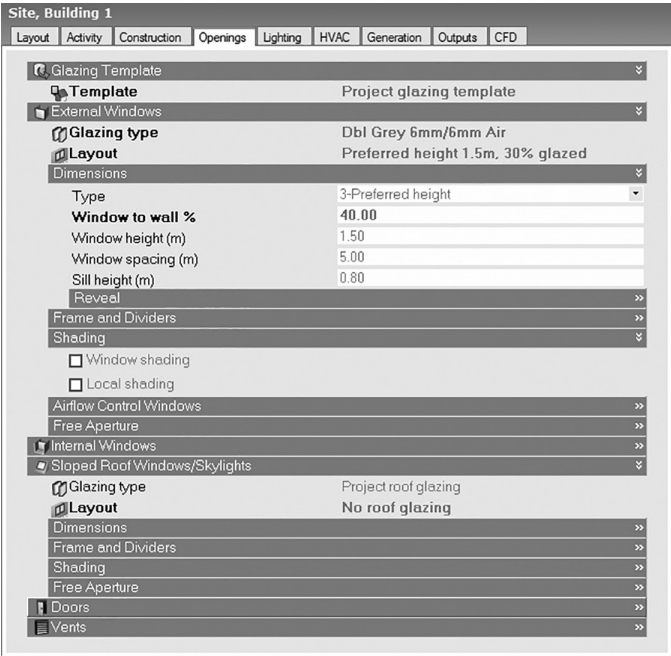 Site, Building 1
Layout Activity Construction Openings Lighting HVAC Generation Outputs CFD
Glazing Template
Template Project glazing template
External Windows
Glazing type Dbl Grey 6mm/6mm Air
Layout Preferred height 1.5m, 30% glazed
Dimensions
Type 3-Preferred height
Window to wall % 40.00
Window height (m) 1.50
Window spacing (m) 5.00
Sill height (m) 0.80
Reveal
Frame and Dividers
Shading
Window shading
Local shading
Airflow Control Windows
Free Aperture
Internal Windows
Sloped Roof Windows/Skylights
Glazing type Project roof glazing
Layout No roof glazing
Dimensions
Frame and Dividers
Shading
Free Aperture
Doors
Vents